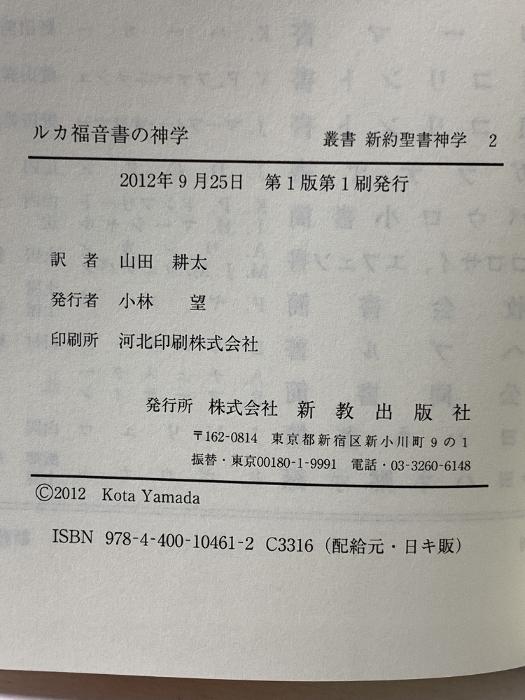 ルカ福音書の神学 叢書 新約聖書神学 2
2012年9月25日 第1版第1刷発行
訳 者 山田 耕太
発行者 小林 望
印刷所 河北印刷株式会社
発行所 株式会社 新教出版社
〒162-0814 東京都新宿区新小川町9の1
振替・東京00180-1-9991 電話・03-3260-6148
©2012 Kota Yamada
ISBN 978-4-400-10461-2 C3316 (配給元・日キ販)